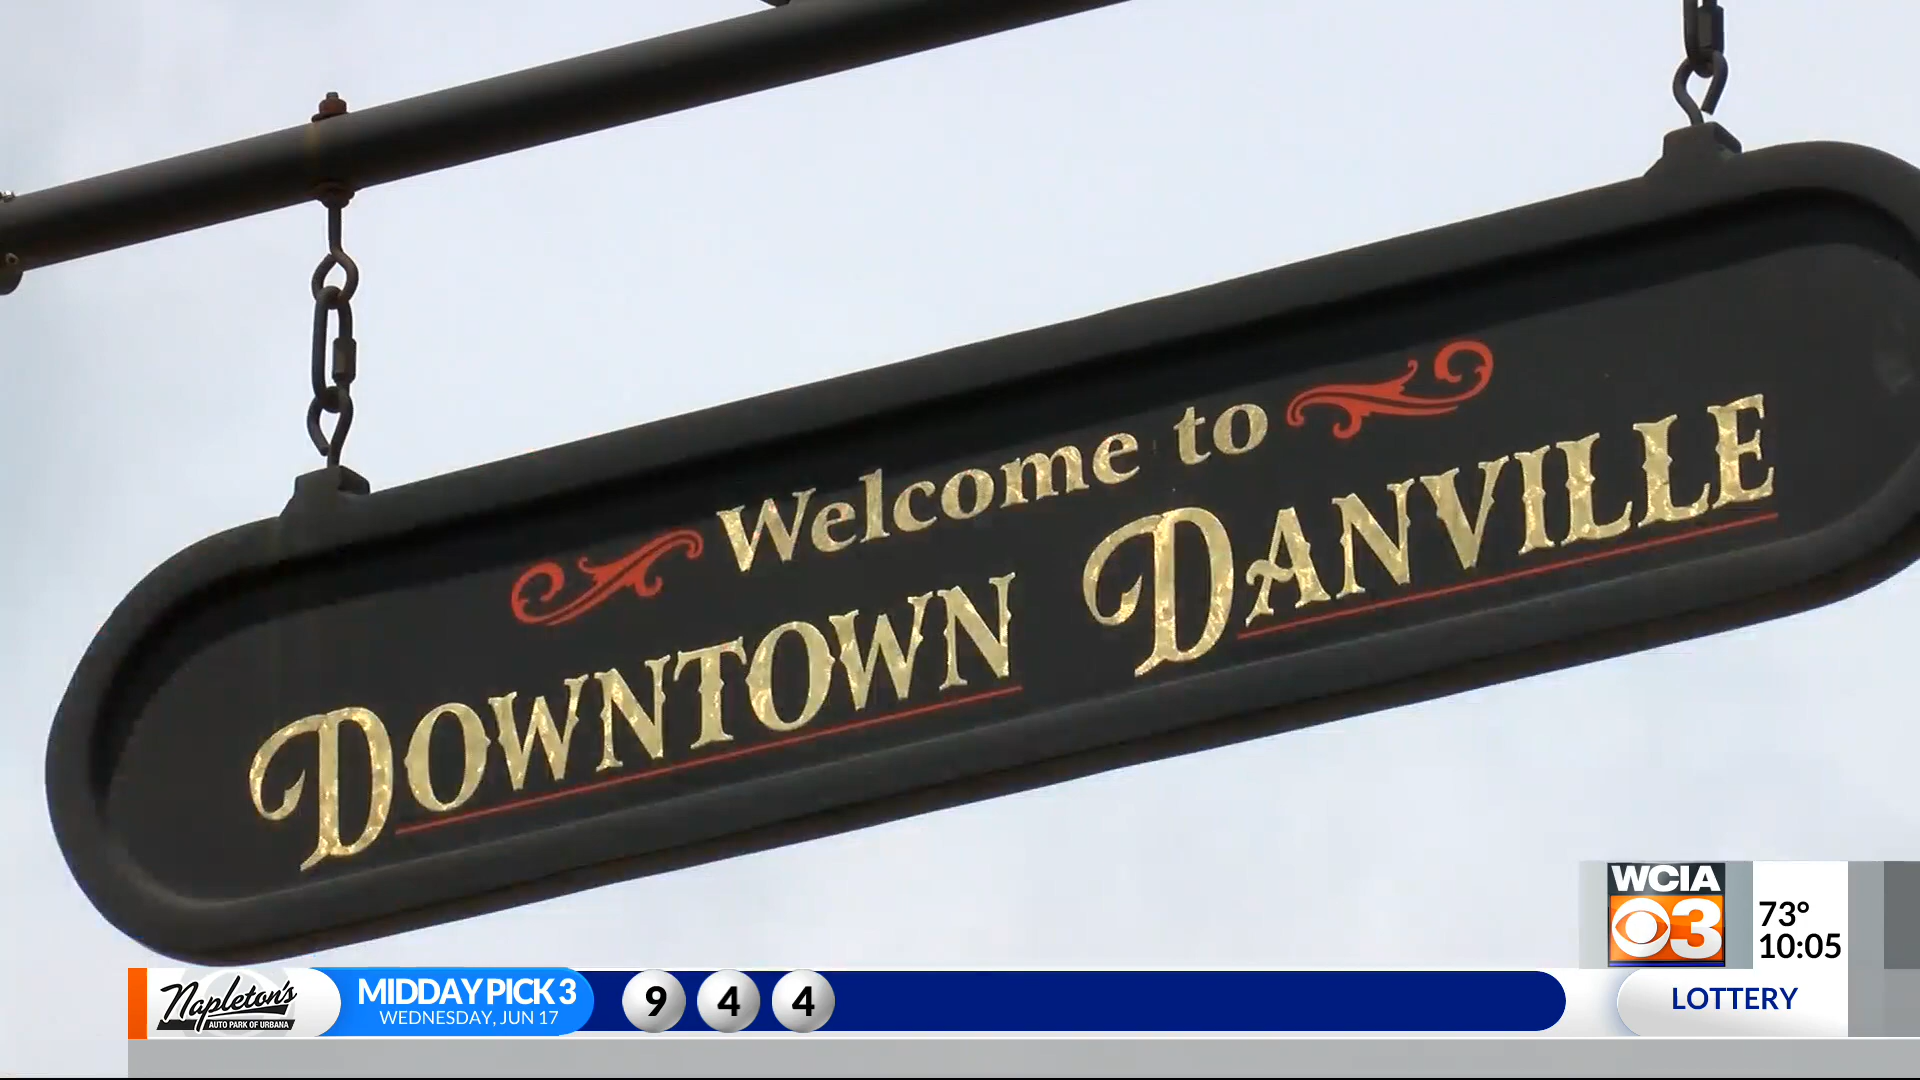 Welcome to
DOWNTOWN DANVILLE
WCIA
3
73°
10:05
Napleton's
AUTO PARK OF URBANA
MIDDAY PICK 3
WEDNESDAY, JUN 17
9 4 4
LOTTERY